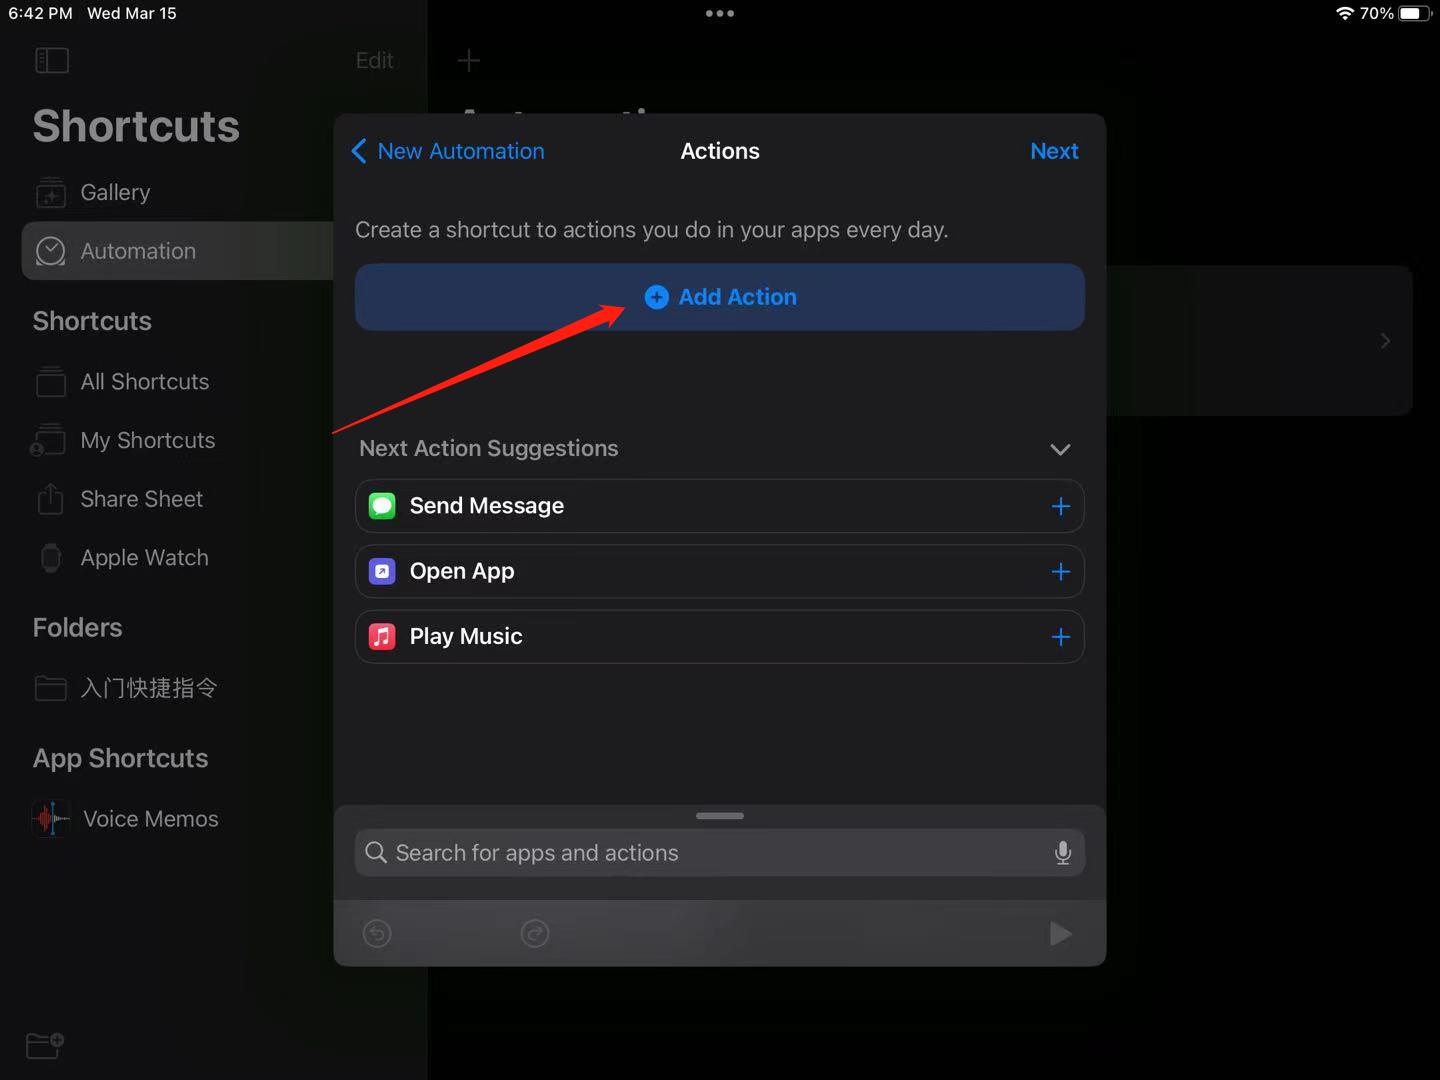 6:42 PM Wed Mar 15
70%
Edit
Shortcuts
Gallery
Automation
Shortcuts
All Shortcuts
My Shortcuts
Share Sheet
Apple Watch
Folders
入门快捷指令
App Shortcuts
Voice Memos
New Automation
Actions
Next
Create a shortcut to actions you do in your apps every day.
Add Action
Next Action Suggestions
Send Message
Open App
Play Music
Search for apps and actions